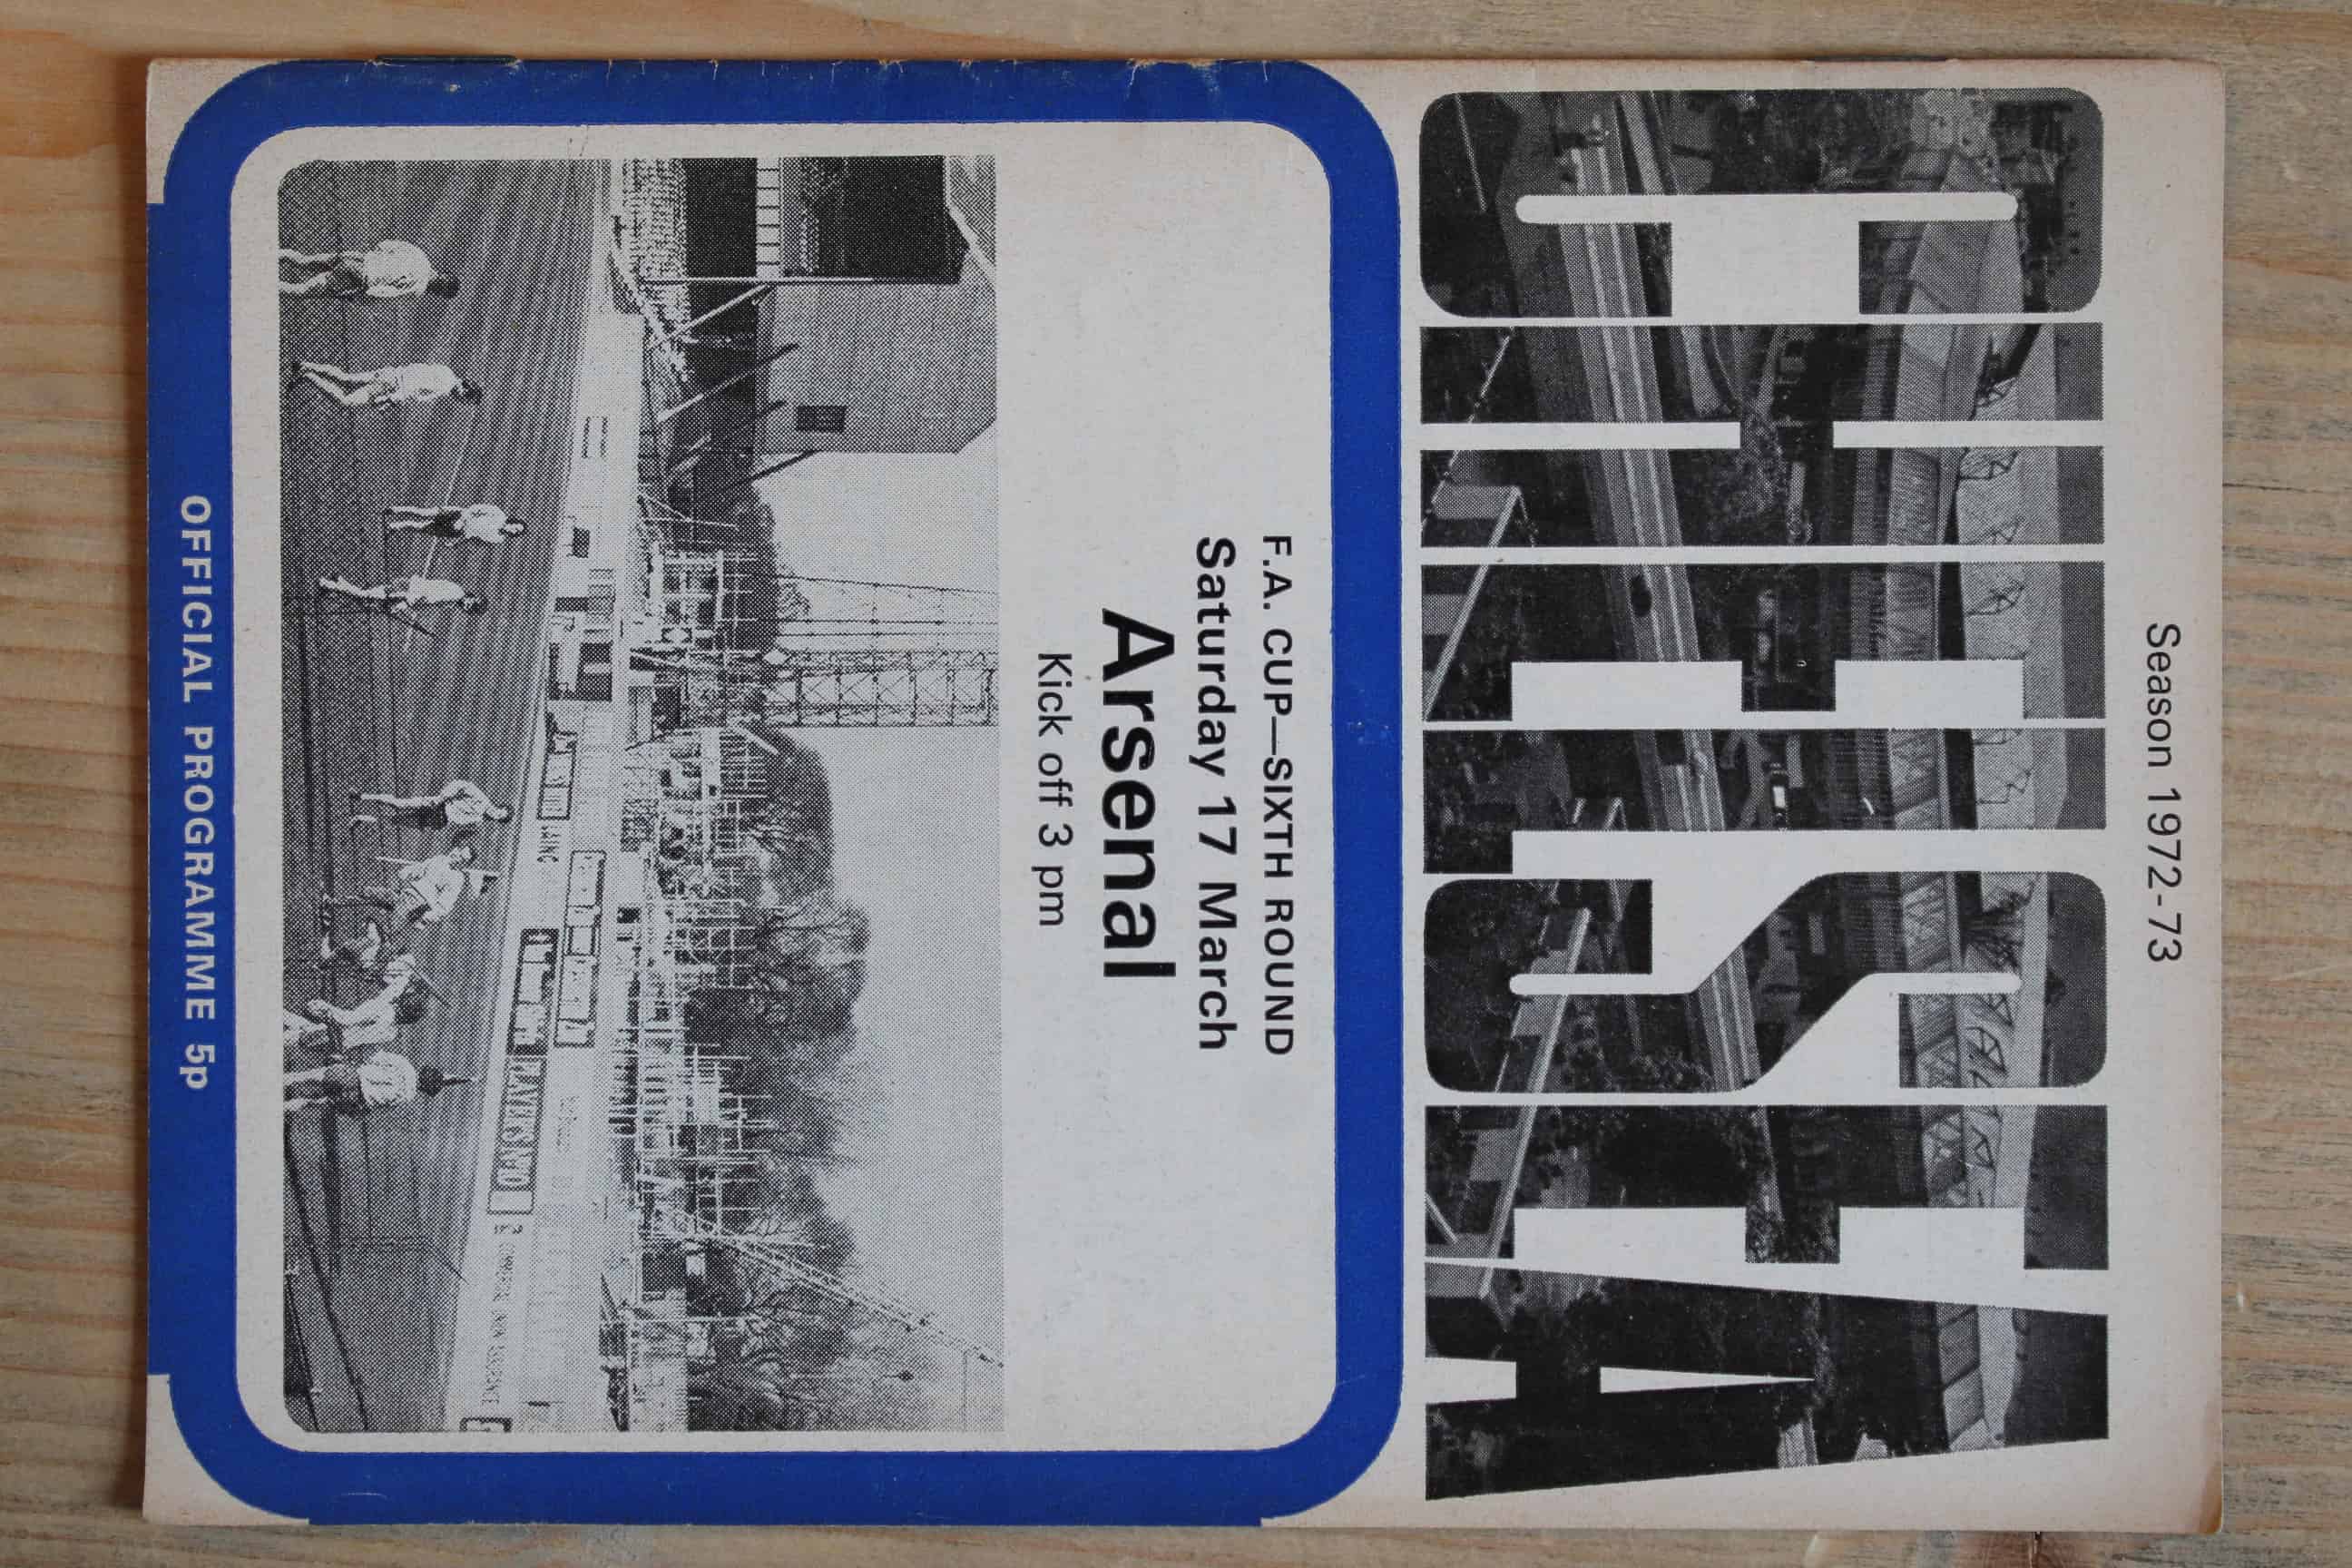 Season 1972-73
CHELSEA
F.A. CUP—SIXTH ROUND
Saturday 17 March
Arsenal
Kick off 3 pm
OFFICIAL PROGRAMME 5p